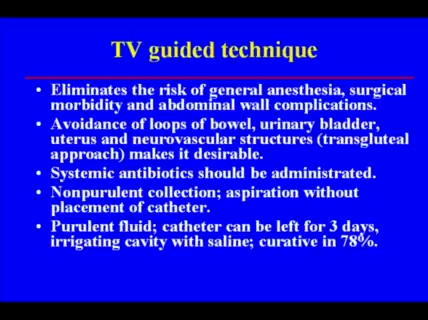 TV guided technique
• Eliminates the risk of general anesthesia, surgical
morbidity and abdominal wall complications.
• Avoidance of loops of bowel, urinary bladder,
uterus and neurovascular structures (transgluteal
approach) makes it desirable.
• Systemic antibiotics should be administrated.
• Nonpurulent collection; aspiration without
placement of catheter.
• Purulent fluid; catheter can be left for 3 days,
irrigating cavity with saline; curative in 78%.